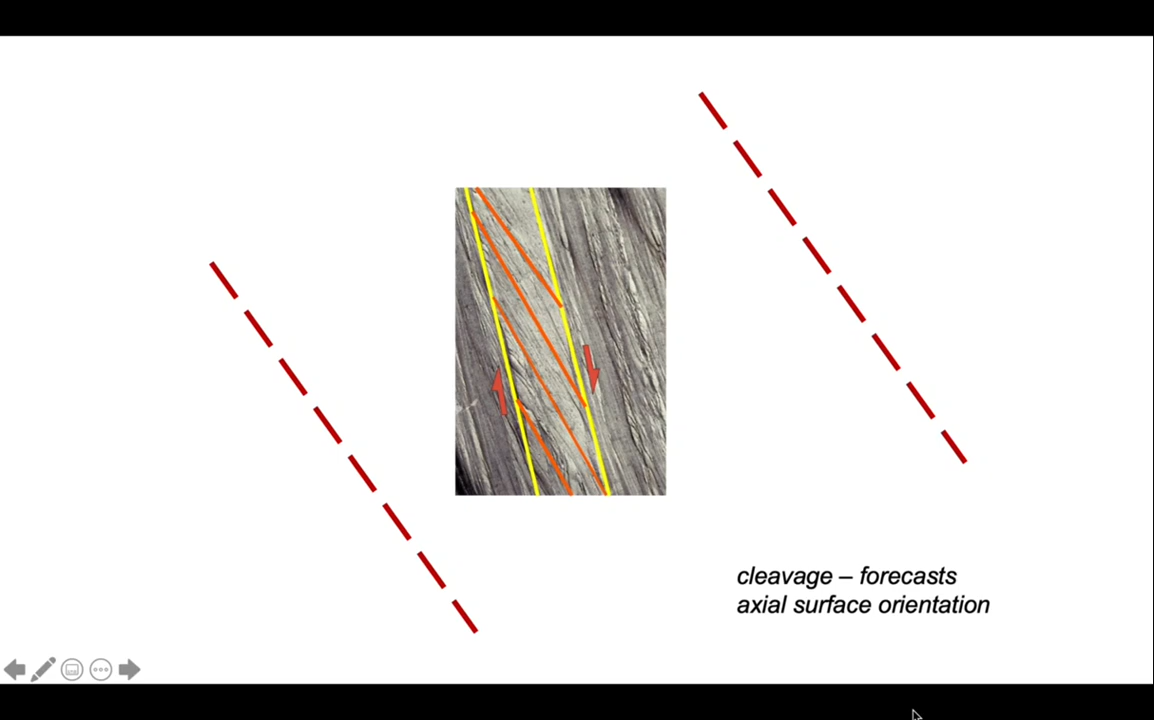 cleavage – forecasts
axial surface orientation